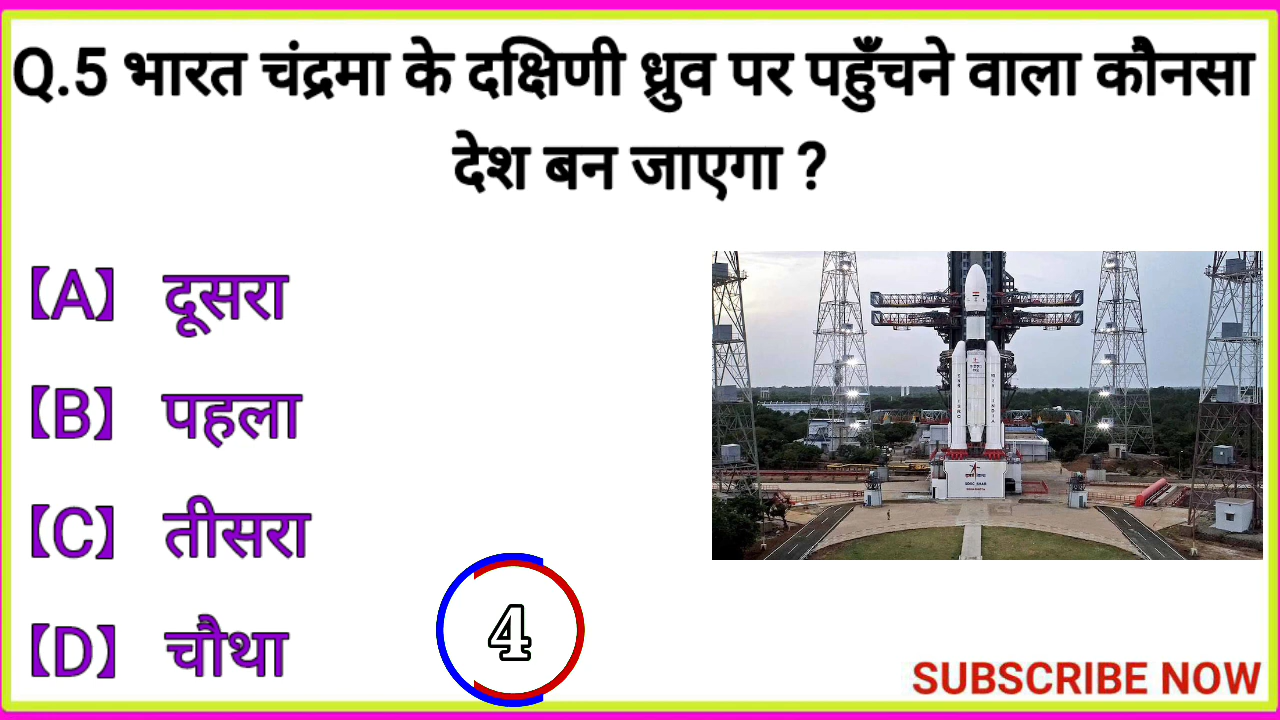 Q.5 भारत चंद्रमा के दक्षिणी ध्रुव पर पहुँचने वाला कौनसा
देश बन जाएगा ?
【A】 दूसरा
【B】 पहला
【C】 तीसरा
【D】 चौथा
4
SUBSCRIBE NOW